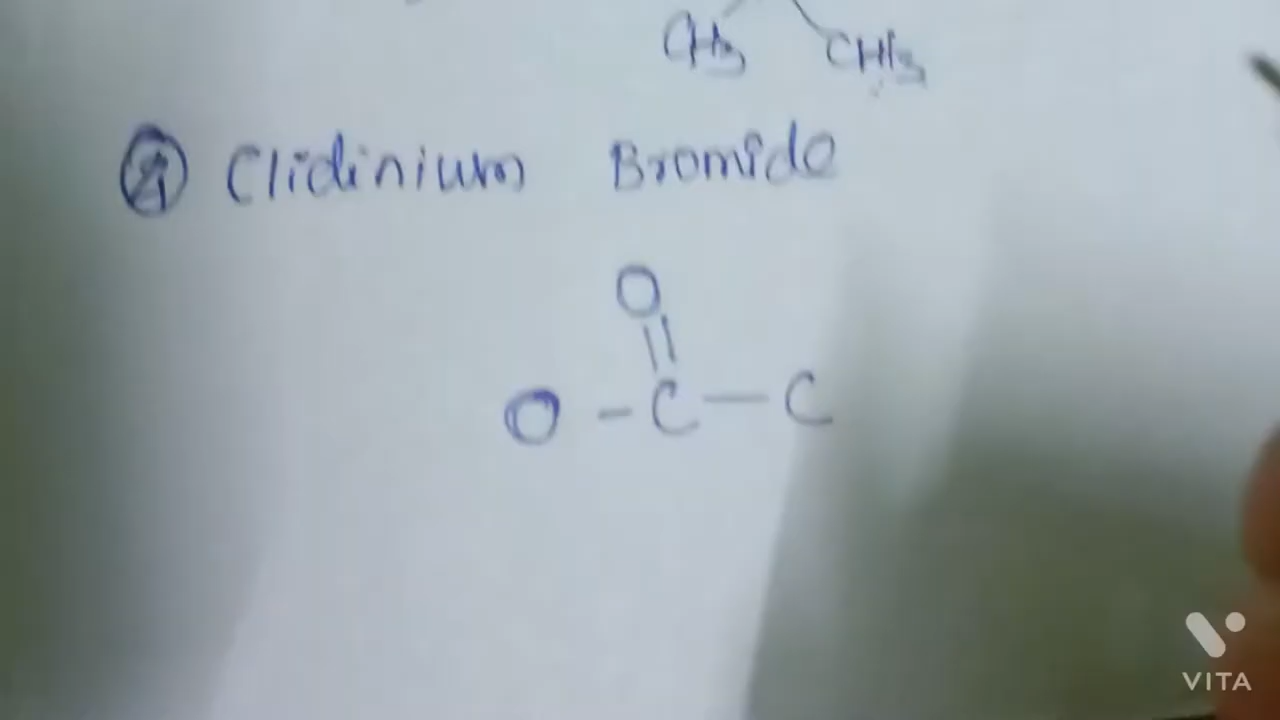 CH3 CH3
② Clidinium Bromide
O
O - C - C
VITA